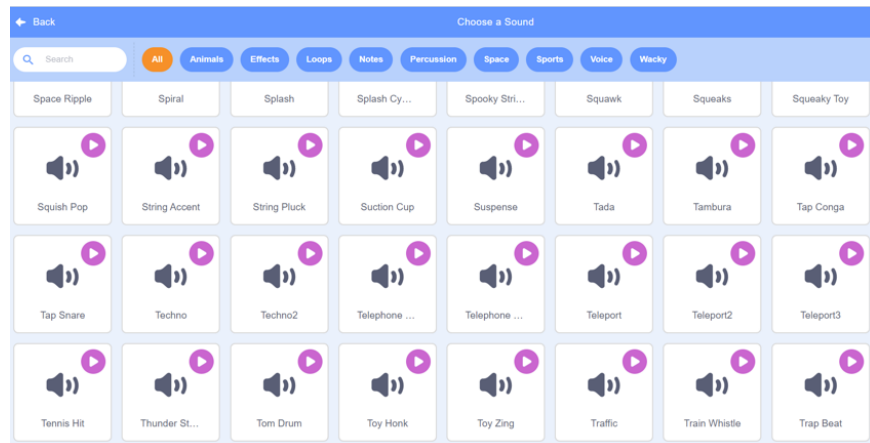 Back
Choose a Sound
Search
All Animals Effects Loops Notes Percussion Space Sports Voice Wacky
Space Ripple Spiral Splash Splash Cy... Spooky Stri... Squawk Squeaks Squeaky Toy
Squish Pop String Accent String Pluck Suction Cup Suspense Tada Tambura Tap Conga
Tap Snare Techno Techno2 Telephone ... Telephone ... Teleport Teleport2 Teleport3
Tennis Hit Thunder St... Tom Drum Toy Honk Toy Zing Traffic Train Whistle Trap Beat